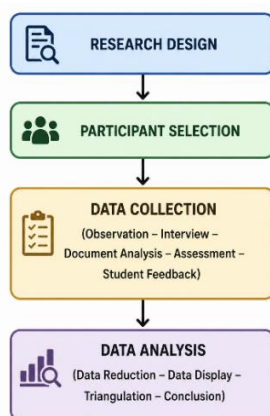 RESEARCH DESIGN
PARTICIPANT SELECTION
DATA COLLECTION
(Observation – Interview –
Document Analysis – Assessment –
Student Feedback)
DATA ANALYSIS
(Data Reduction – Data Display –
Triangulation – Conclusion)